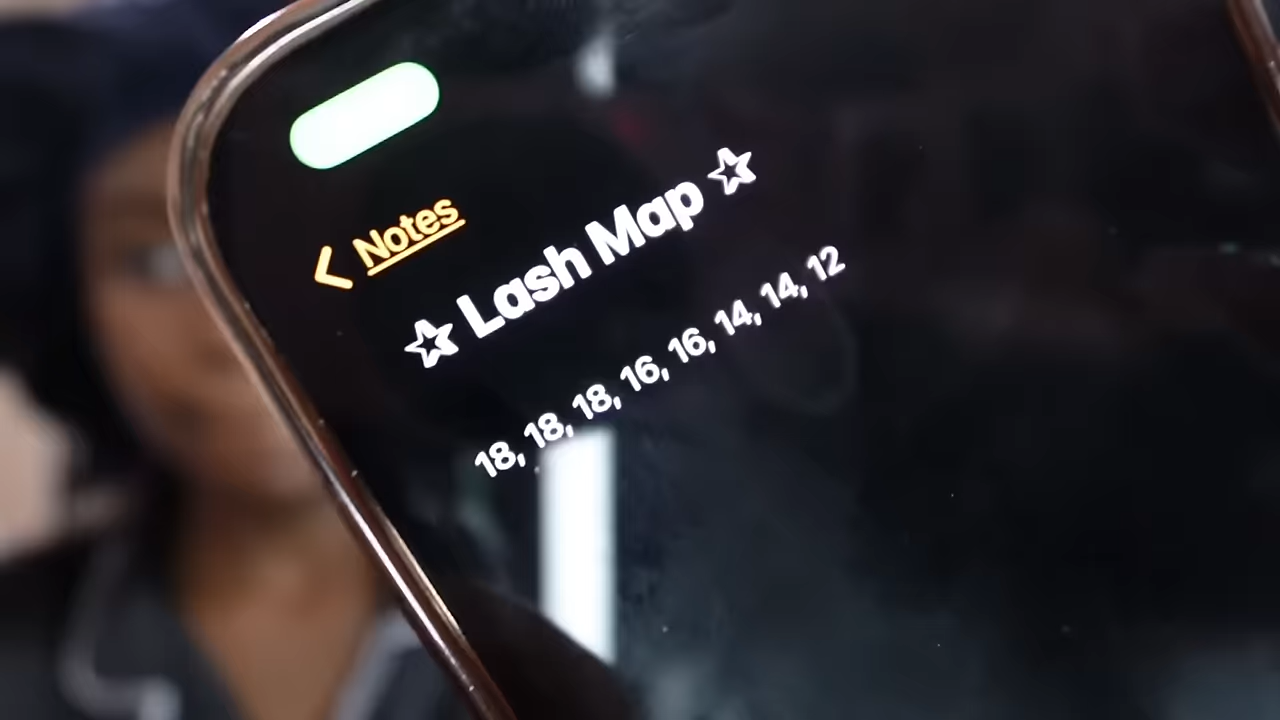 Notes
☆ Lash Map ☆
18, 18, 18, 16, 16, 14, 14, 12